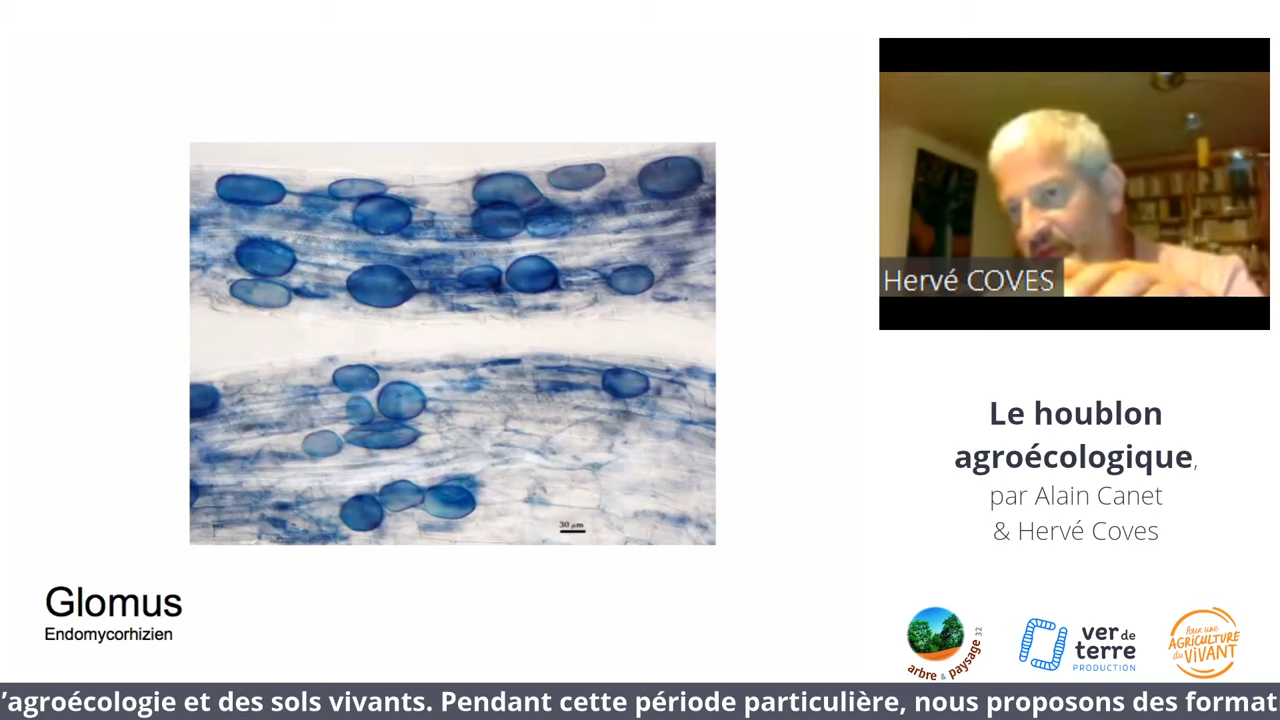 30 µm
Glomus
Endomycorhizien
Hervé COVES
Le houblon
agroécologique,
par Alain Canet
& Hervé Coves
arbre & paysage 32
ver de
terre
PRODUCTION
Pour une
AGRICULTURE
du VIVANT
’agroécologie et des sols vivants. Pendant cette période particulière, nous proposons des format